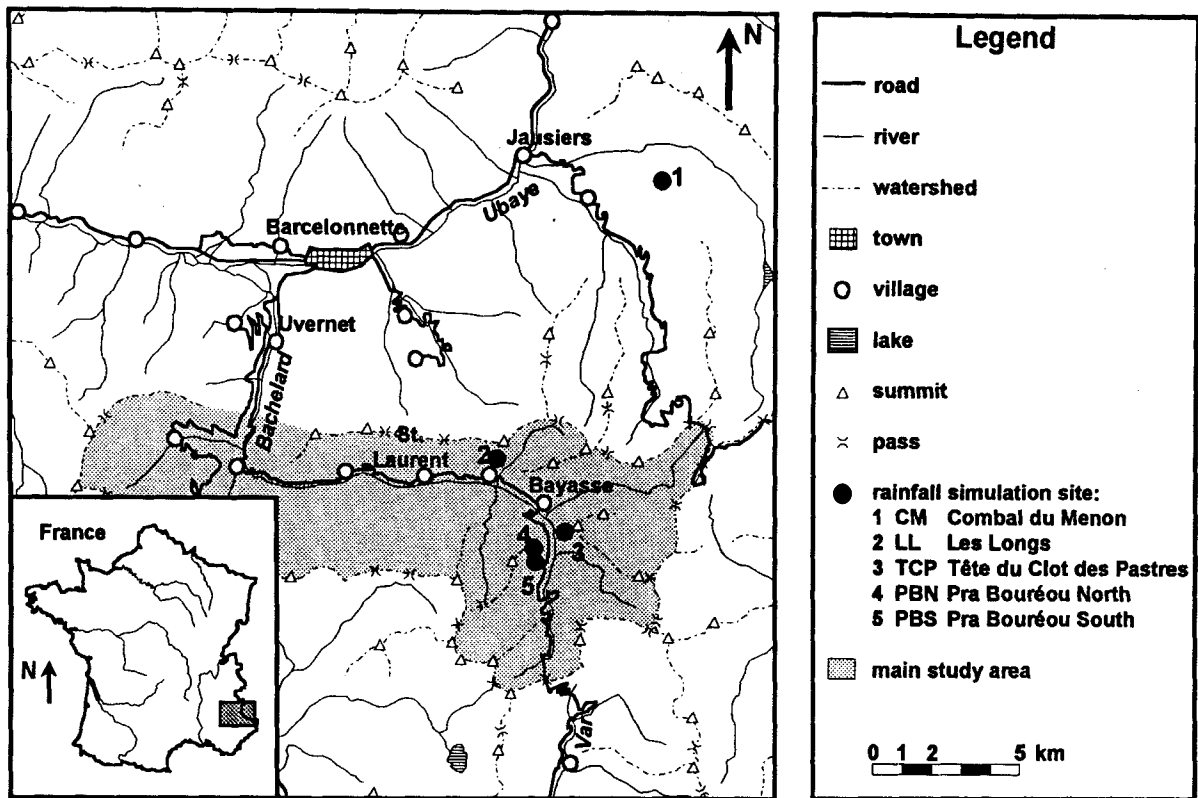 N
Jausiers
1
Ubaye
Barcelonnette
Uvernet
Bachelard
St.
Laurent
2
Bayasse
4
3
5
Var
France
N
Legend
road
river
watershed
town
village
lake
summit
pass
rainfall simulation site:
1 CM Combal du Menon
2 LL Les Longs
3 TCP Tête du Clot des Pastres
4 PBN Pra Bouréou North
5 PBS Pra Bouréou South
main study area
0 1 2 5 km